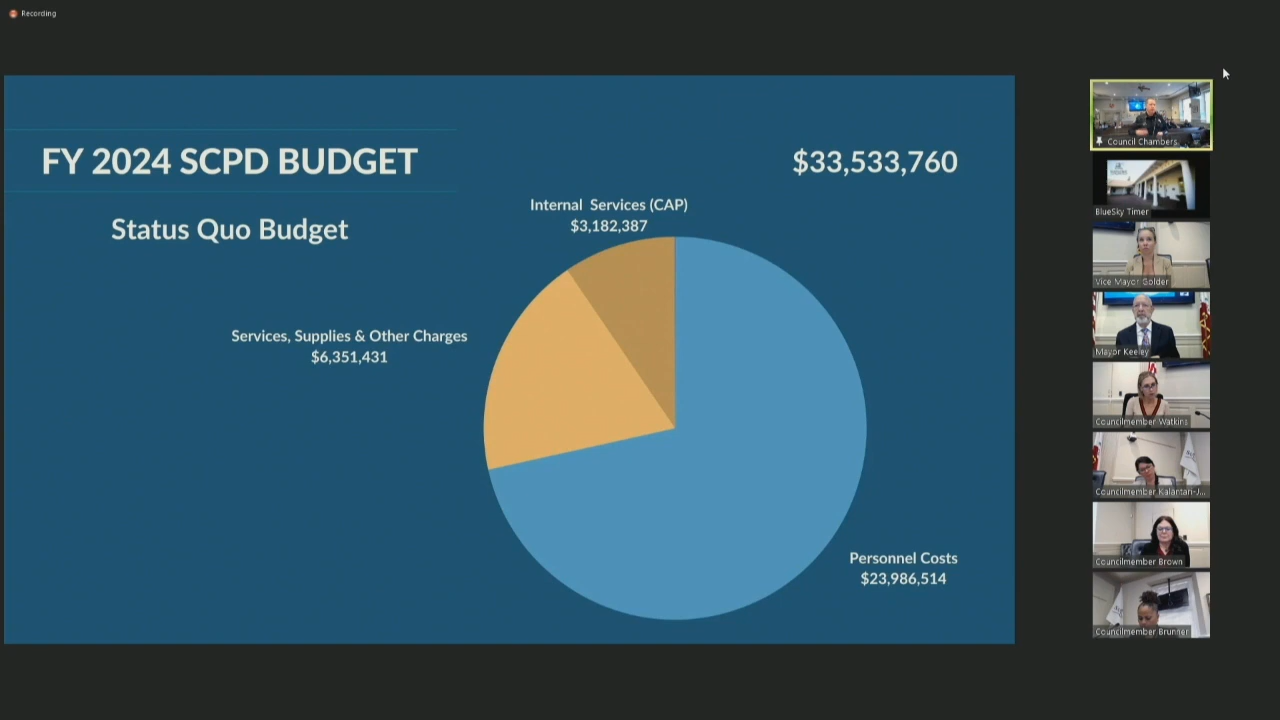 Recording
FY 2024 SCPD BUDGET
$33,533,760
Status Quo Budget
Internal Services (CAP)
$3,182,387
Services, Supplies & Other Charges
$6,351,431
Personnel Costs
$23,986,514
Council Chambers
BlueSky Timer
Vice Mayor Golder
Mayor Keeley
Councilmember Watkins
Councilmember Kalantari-J...
Councilmember Brown
Councilmember Brunner